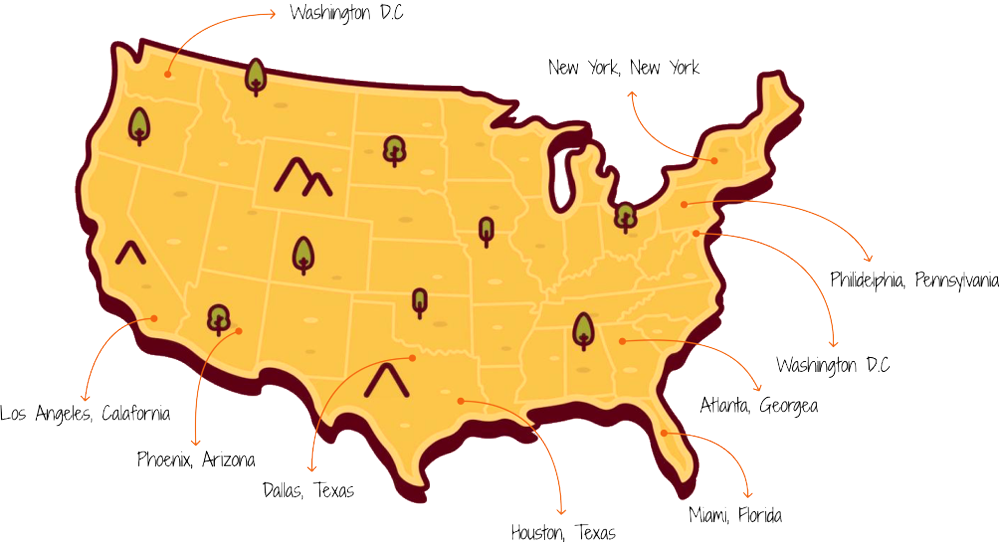 Washington D.C
New York, New York
Philidelphia, Pennsylvania
Washington D.C
Atlanta, Georgea
Los Angeles, Calafornia
Phoenix, Arizona
Dallas, Texas
Miami, Florida
Houston, Texas